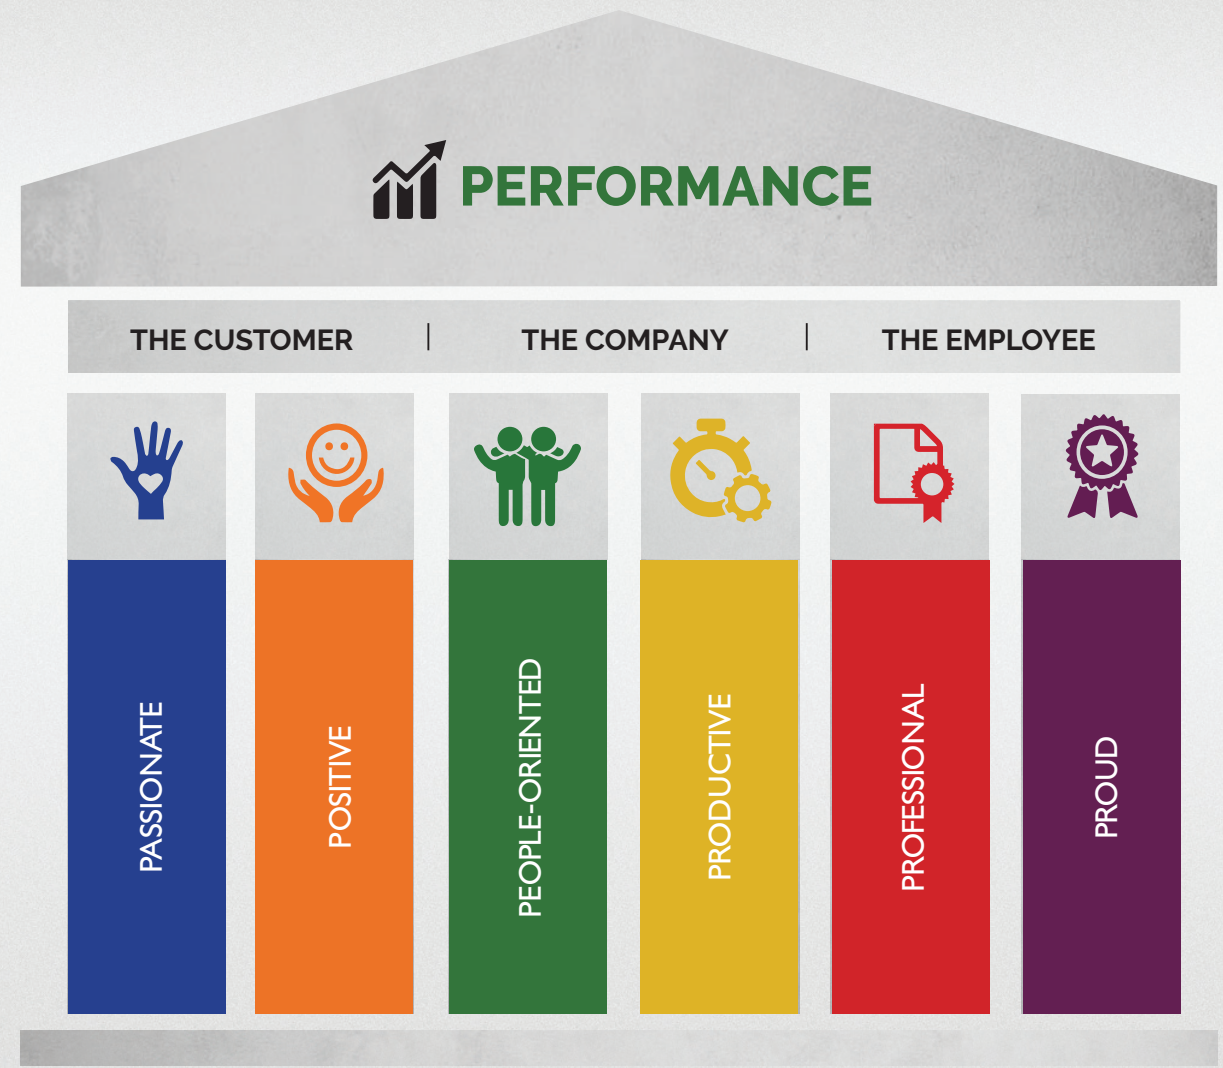 PERFORMANCE
THE CUSTOMER | THE COMPANY | THE EMPLOYEE
PASSIONATE
POSITIVE
PEOPLE-ORIENTED
PRODUCTIVE
PROFESSIONAL
PROUD